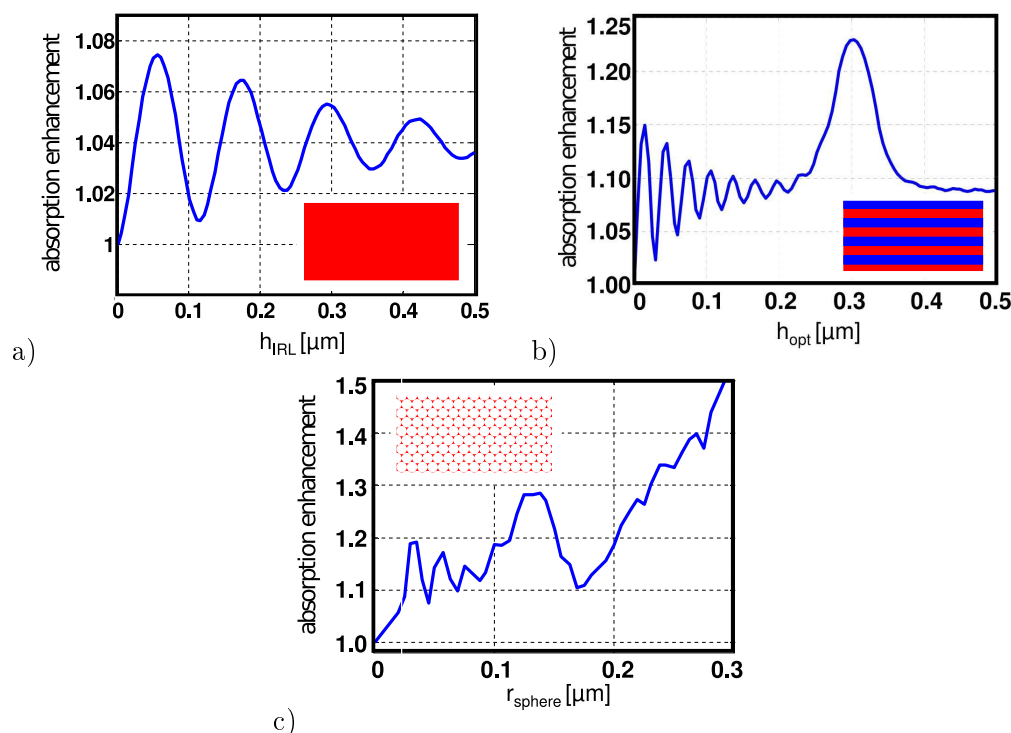 absorption enhancement
1.08
1.06
1.04
1.02
1
0 0.1 0.2 0.3 0.4 0.5
h_IRL [μm]
a)
absorption enhancement
1.25
1.20
1.15
1.10
1.05
1.00
0 0.1 0.2 0.3 0.4 0.5
h_opt [μm]
b)
absorption enhancement
1.5
1.4
1.3
1.2
1.1
1.0
0 0.1 0.2 0.3
r_sphere [μm]
c)